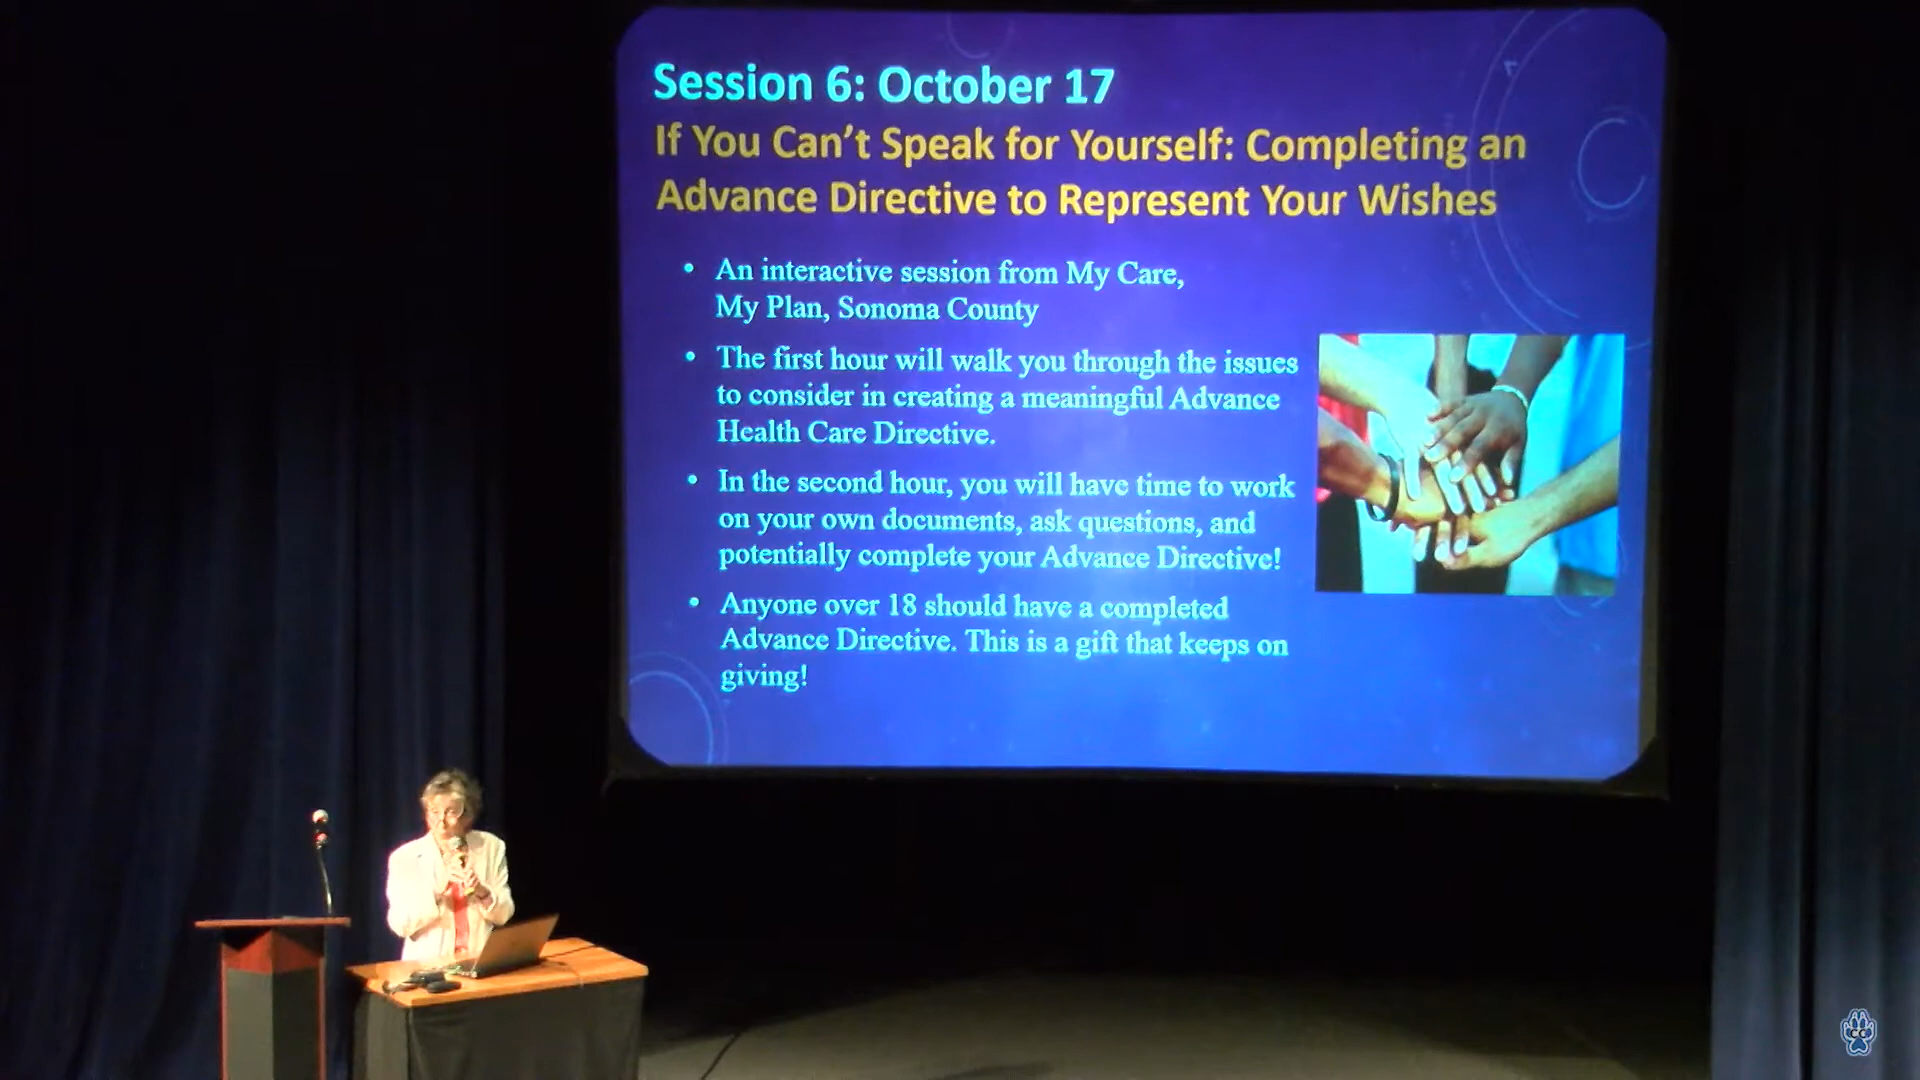 Session 6: October 17
If You Can't Speak for Yourself: Completing an
Advance Directive to Represent Your Wishes
• An interactive session from My Care,
My Plan, Sonoma County
• The first hour will walk you through the issues
to consider in creating a meaningful Advance
Health Care Directive.
• In the second hour, you will have time to work
on your own documents, ask questions, and
potentially complete your Advance Directive!
• Anyone over 18 should have a completed
Advance Directive. This is a gift that keeps on
giving!